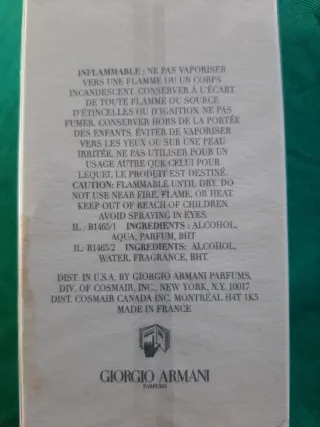 INFLAMMABLE : NE PAS VAPORISER
VERS UNE FLAMME OU UN CORPS
INCANDESCENT. CONSERVER À L'ÉCART
DE TOUTE FLAMME OU SOURCE
D'ÉTINCELLES OU D'IGNITION. NE PAS
FUMER. CONSERVER HORS DE LA PORTÉE
DES ENFANTS. ÉVITER DE VAPORISER
VERS LES YEUX OU SUR UNE PEAU
IRRITÉE. NE PAS UTILISER POUR UN
USAGE AUTRE QUE CELUI POUR
LEQUEL LE PRODUIT EST DESTINÉ.
CAUTION: FLAMMABLE UNTIL DRY. DO
NOT USE NEAR FIRE, FLAME, OR HEAT.
KEEP OUT OF REACH OF CHILDREN.
AVOID SPRAYING IN EYES.
IL : B1465/1 INGREDIENTS : ALCOHOL,
AQUA, PARFUM, BHT
IL : B1465/2 INGREDIENTS: ALCOHOL,
WATER, FRAGRANCE, BHT.
DIST. IN U.S.A. BY GIORGIO ARMANI PARFUMS,
DIV. OF COSMAIR, INC., NEW YORK, N.Y. 10017
DIST. COSMAIR CANADA INC. MONTRÉAL H4T 1K5
MADE IN FRANCE
GIORGIO ARMANI
PARFUMS